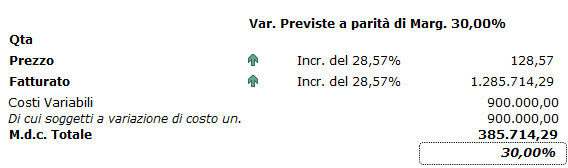 Var. Previste a parità di Marg. 30,00%
Qta
Prezzo Incr. del 28,57% 128,57
Fatturato Incr. del 28,57% 1.285.714,29
Costi Variabili 900.000,00
Di cui soggetti a variazione di costo un. 900.000,00
M.d.c. Totale 385.714,29
30,00%